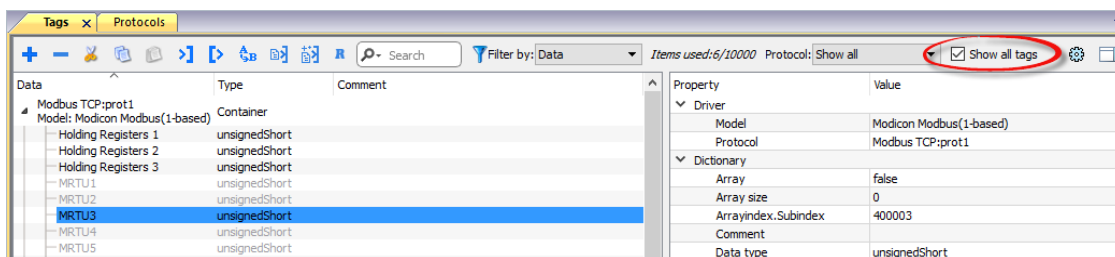 Tags x Protocols
AB R Search Filter by: Data Items used:6/10000 Protocol: Show all Show all tags
Data Type Comment Property Value
Modbus TCP:prot1
Model: Modicon Modbus(1-based) Container
Driver
Model Modicon Modbus(1-based)
Holding Registers 1 unsignedShort
Protocol Modbus TCP:prot1
Holding Registers 2 unsignedShort
Dictionary
Holding Registers 3 unsignedShort
Array false
MRTU1 unsignedShort
Array size 0
MRTU2 unsignedShort
Arrayindex.Subindex 400003
MRTU3 unsignedShort
Comment
MRTU4 unsignedShort
Data type unsignedShort
MRTU5 unsignedShort